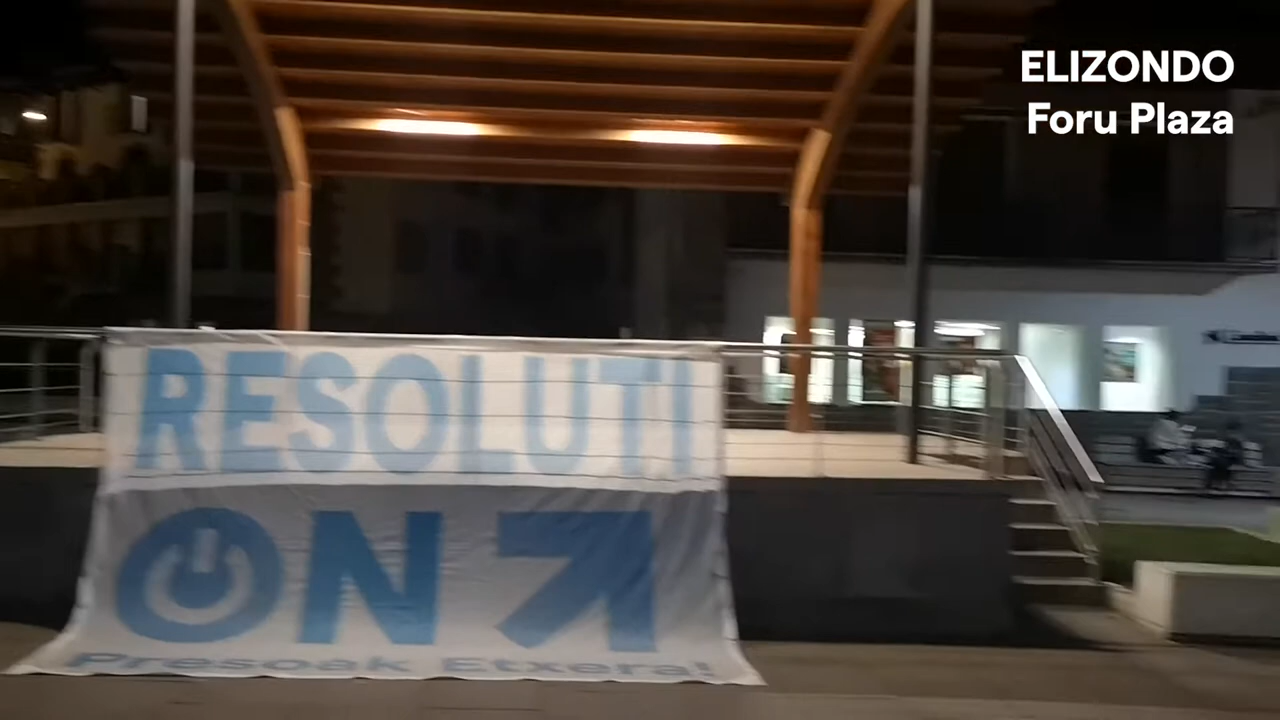 ELIZONDO
Foru Plaza
RESOLUTI
ON
Presoak Etxera!